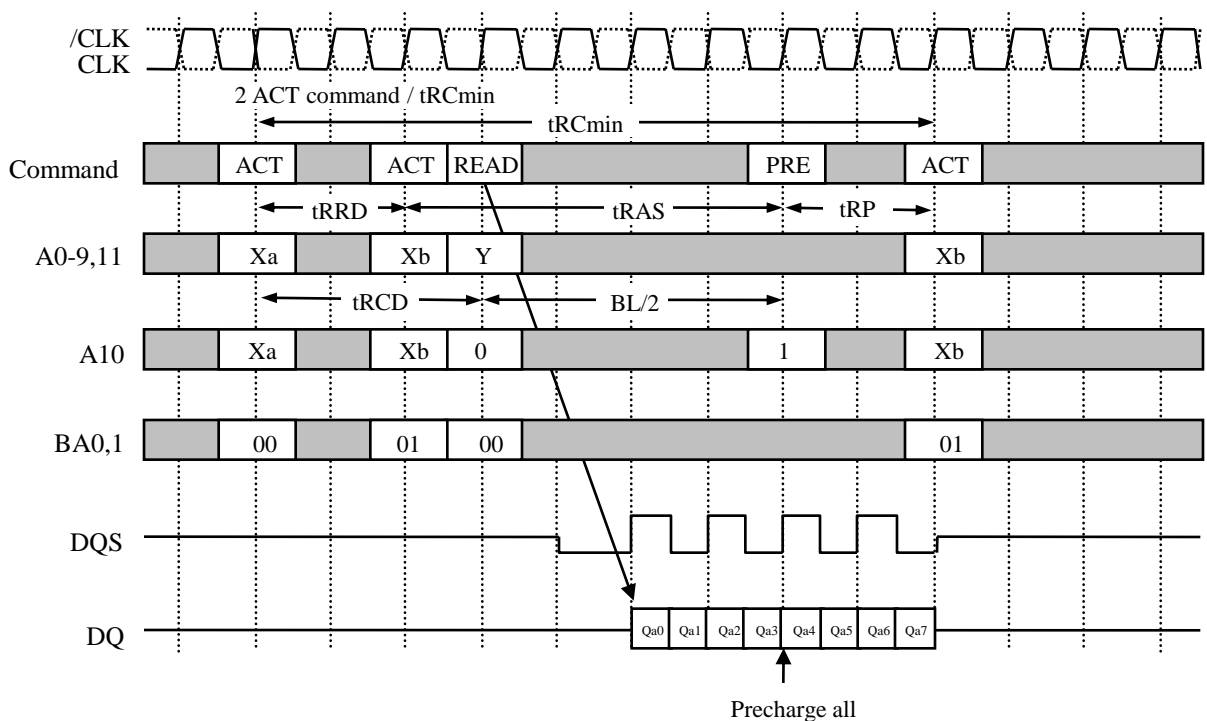 /CLK
CLK
2 ACT command / tRCmin
tRCmin
Command ACT ACT READ PRE ACT
tRRD tRAS tRP
A0-9,11 Xa Xb Y Xb
tRCD BL/2
A10 Xa Xb 0 1 Xb
BA0,1 00 01 00 01
DQS
DQ Qa0 Qa1 Qa2 Qa3 Qa4 Qa5 Qa6 Qa7
Precharge all